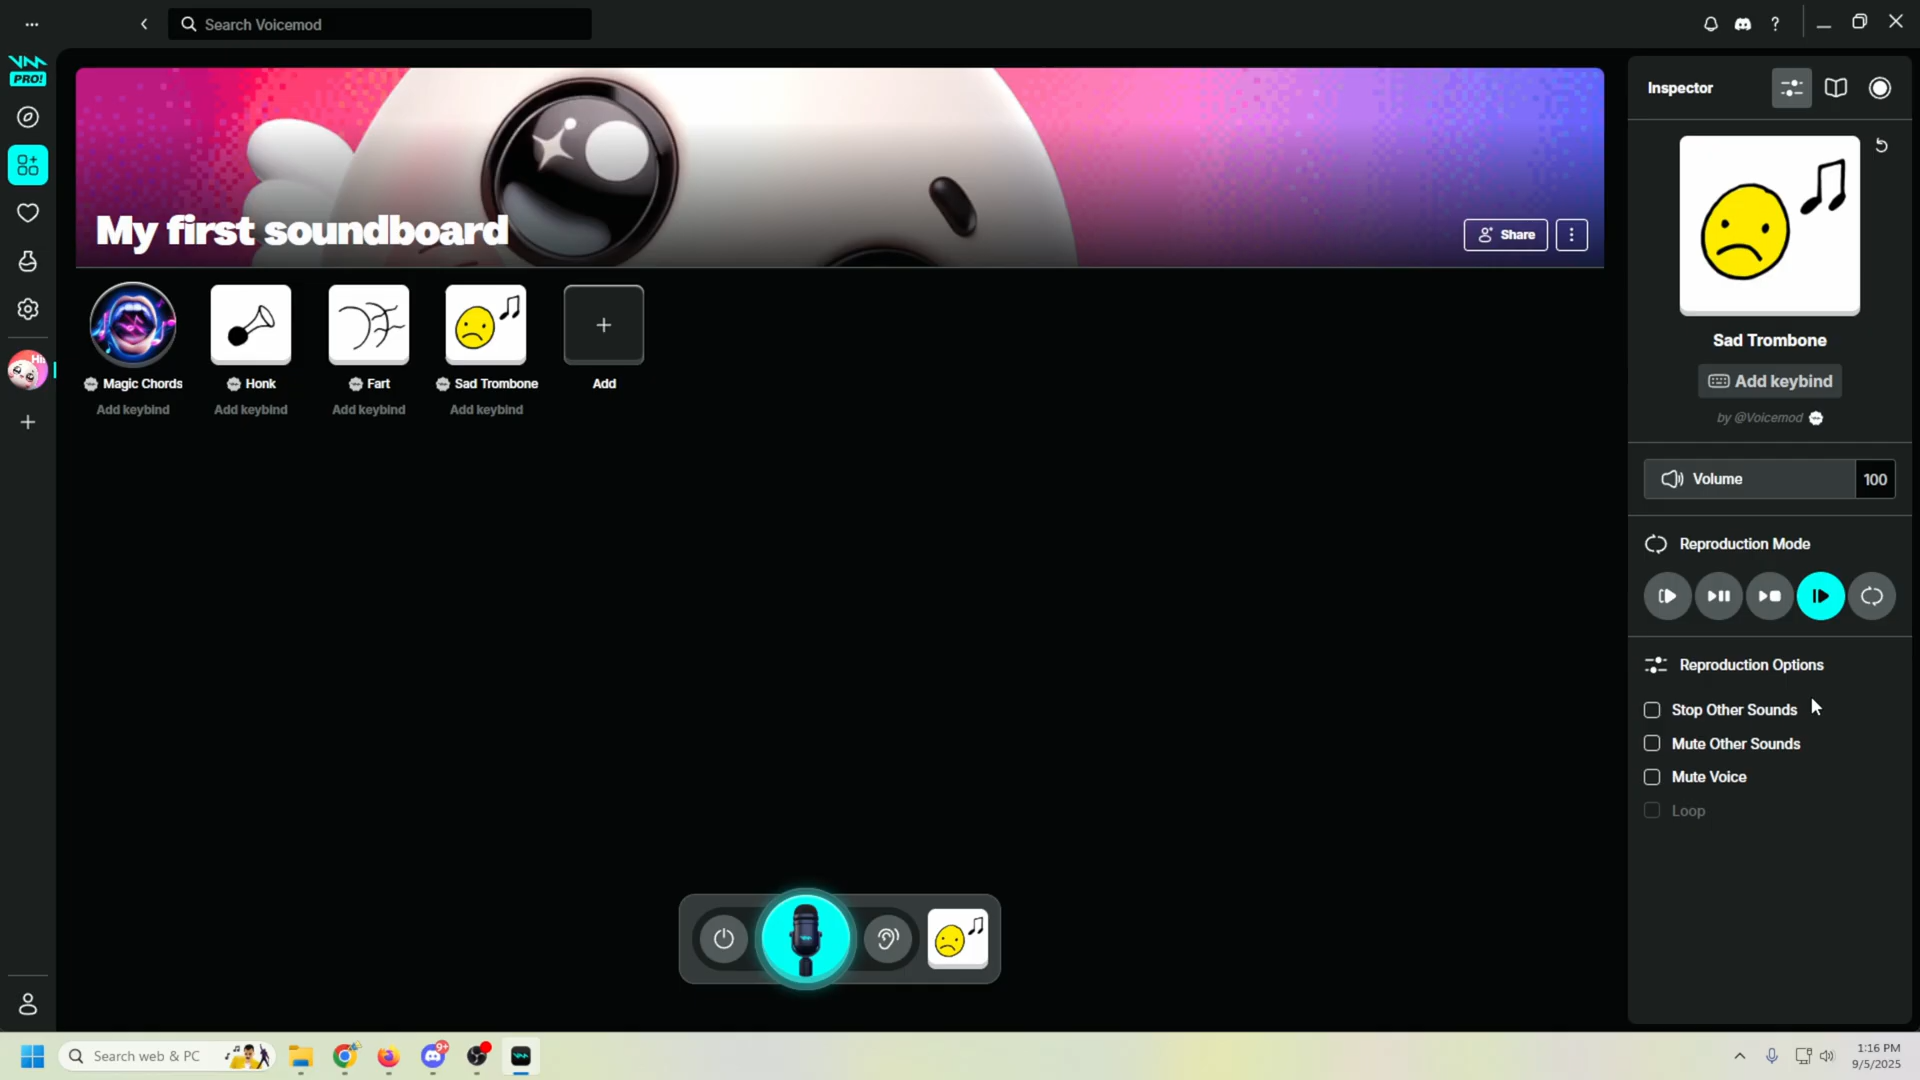 Search Voicemod
PRO!
Inspector
My first soundboard
Share
Magic Chords
Add keybind
Honk
Add keybind
Fart
Add keybind
Sad Trombone
Add keybind
Add
Sad Trombone
Add keybind
by @Voicemod
Volume
100
Reproduction Mode
Reproduction Options
Stop Other Sounds
Mute Other Sounds
Mute Voice
Loop
Search web & PC
9+
1:16 PM
9/5/2025